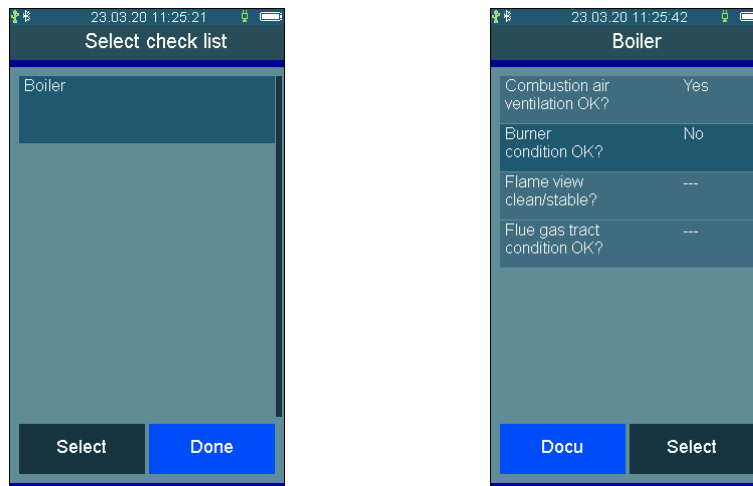 23.03.20 11:25:21
Select check list
Boiler
Select
Done
23.03.20 11:25:42
Boiler
Combustion air Yes
ventilation OK?
Burner No
condition OK?
Flame view ---
clean/stable?
Flue gas tract ---
condition OK?
Docu
Select